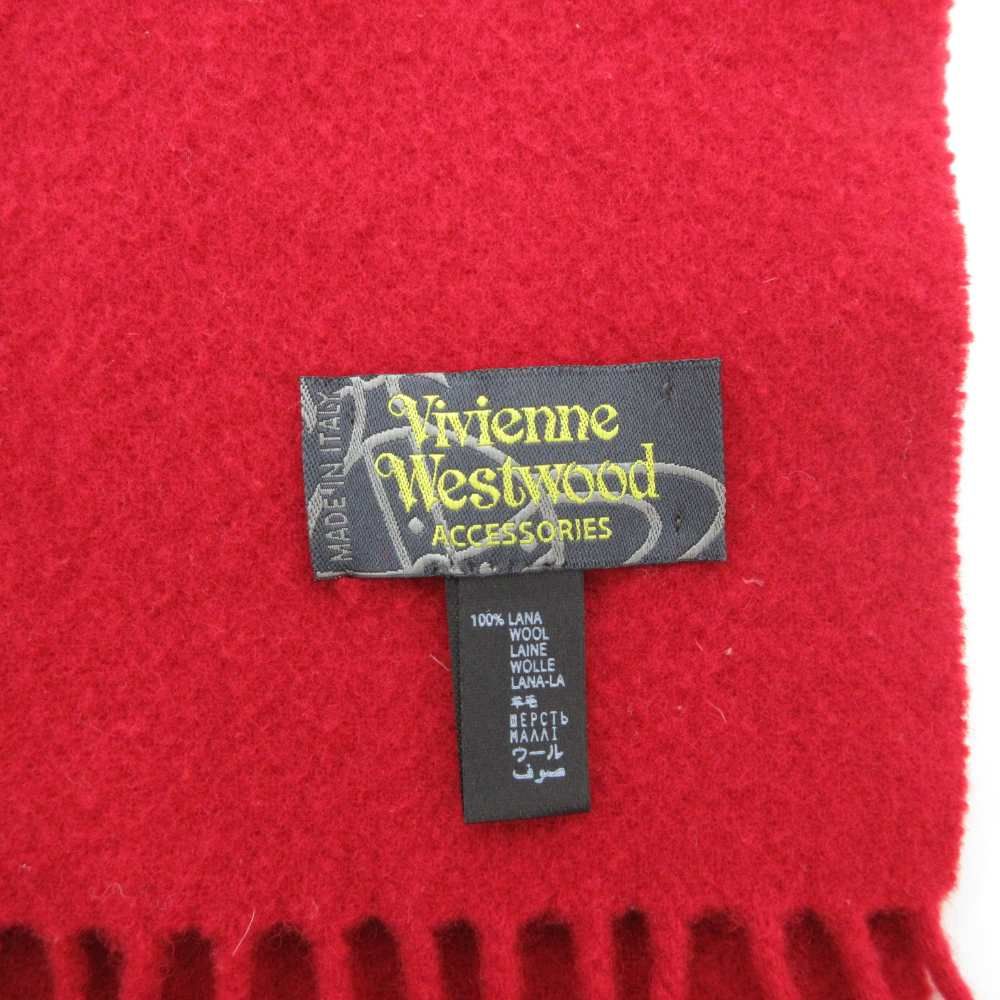 MADE IN ITALY
Vivienne
Westwood
ACCESSORIES
100% LANA
WOOL
LAINE
WOLLE
LANA-LA
羊毛
ШЕРСТЬ
ΜΑΛΛΙ
ウール
صوف